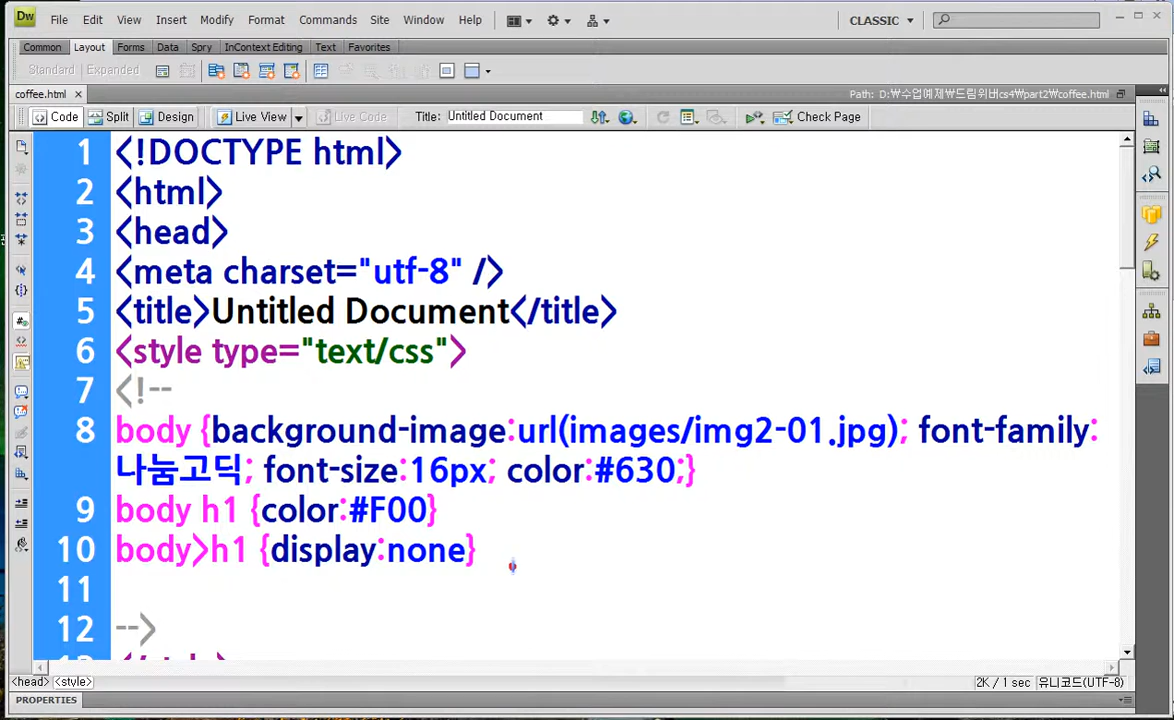 Dw File Edit View Insert Modify Format Commands Site Window Help CLASSIC
Common Layout Forms Data Spry InContext Editing Text Favorites
Standard Expanded
coffee.html Path: D:₩수업예제₩드림위버cs4₩part2₩coffee.html
Code Split Design Live View Live Code Title: Untitled Document Check Page
1 <!DOCTYPE html>
2 <html>
3 <head>
4 <meta charset="utf-8" />
5 <title>Untitled Document</title>
6 <style type="text/css">
7 <!--
8 body {background-image:url(images/img2-01.jpg); font-family:
나눔고딕; font-size:16px; color:#630;}
9 body h1 {color:#F00}
10 body>h1 {display:none}
11
12 -->
<head> <style> 2K / 1 sec 유니코드(UTF-8)
PROPERTIES